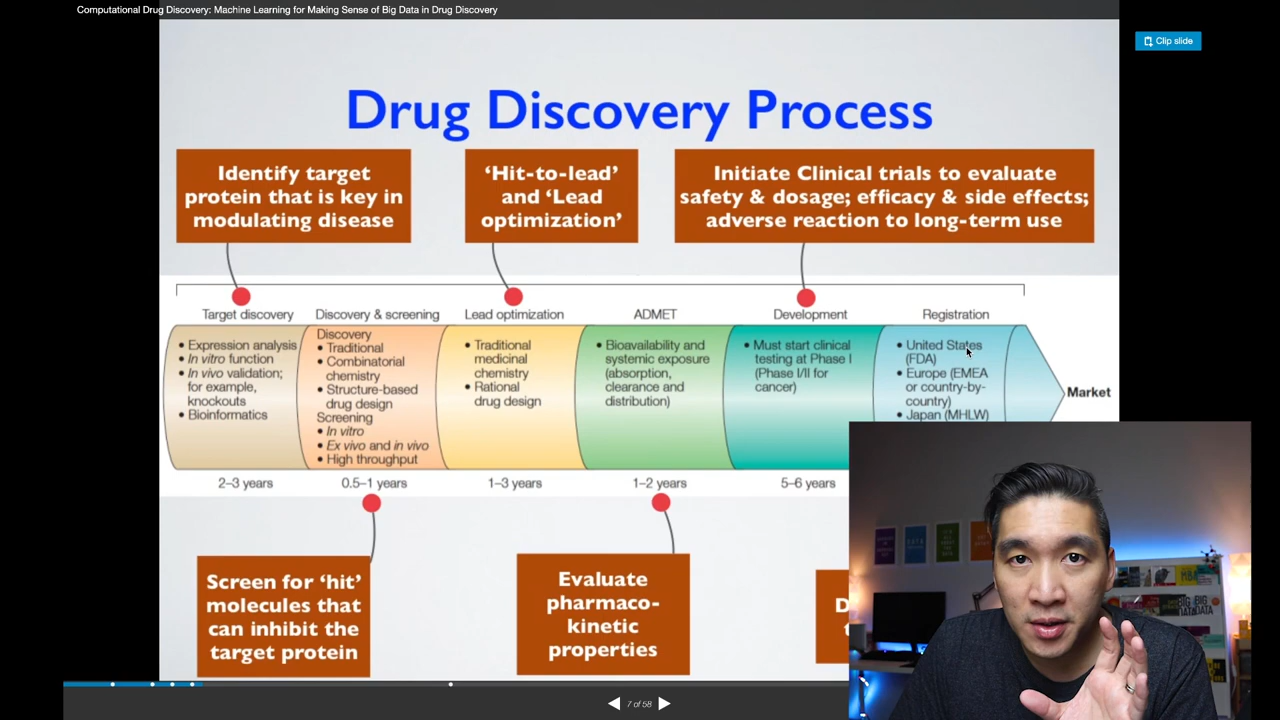 Computational Drug Discovery: Machine Learning for Making Sense of Big Data in Drug Discovery
Clip slide
Drug Discovery Process
Identify target
protein that is key in
modulating disease
‘Hit-to-lead’
and ‘Lead
optimization’
Initiate Clinical trials to evaluate
safety & dosage; efficacy & side effects;
adverse reaction to long-term use
Target discovery
Discovery & screening
Lead optimization
ADMET
Development
Registration
• Expression analysis
• In vitro function
• In vivo validation;
for example,
knockouts
• Bioinformatics
Discovery
• Traditional
• Combinatorial
chemistry
• Structure-based
drug design
Screening
• In vitro
• Ex vivo and in vivo
• High throughput
• Traditional
medicinal
chemistry
• Rational
drug design
• Bioavailability and
systemic exposure
(absorption,
clearance and
distribution)
• Must start clinical
testing at Phase I
(Phase I/II for
cancer)
• United States
(FDA)
• Europe (EMEA
or country-by-
country)
• Japan (MHLW)
Market
2–3 years
0.5–1 years
1–3 years
1–2 years
5–6 years
Screen for ‘hit’
molecules that
can inhibit the
target protein
Evaluate
pharmaco-
kinetic
properties
D
t
BIG
DATA
BIG
DATA
7 of 58